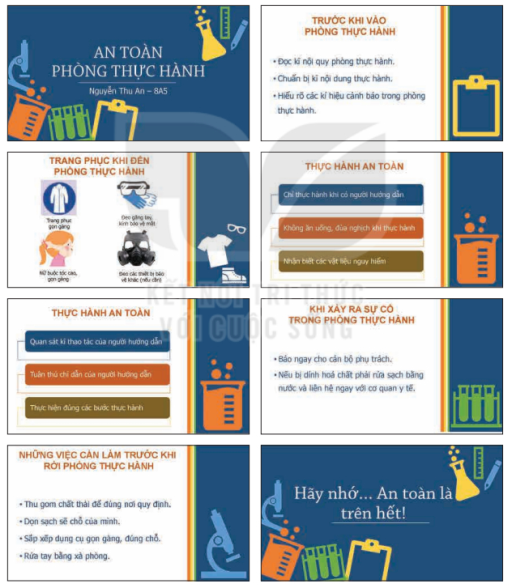 AN TOÀN
PHÒNG THỰC HÀNH
Nguyễn Thu An – 8A5
TRƯỚC KHI VÀO
PHÒNG THỰC HÀNH
• Đọc kĩ nội quy phòng thực hành.
• Chuẩn bị kĩ nội dung thực hành.
• Hiểu rõ các kí hiệu cảnh báo trong phòng
thực hành.
TRANG PHỤC KHI ĐẾN
PHÒNG THỰC HÀNH
Trang phục
gọn gàng
Đeo găng tay,
kính bảo vệ mắt
Nữ buộc tóc cao,
gọn gàng
Đeo các thiết bị bảo
vệ khác (nếu cần)
THỰC HÀNH AN TOÀN
Chỉ thực hành khi có người hướng dẫn
Không ăn uống, đùa nghịch khi thực hành
Nhận biết các vật liệu nguy hiểm
THỰC HÀNH AN TOÀN
Quan sát kĩ thao tác của người hướng dẫn
Tuân thủ chỉ dẫn của người hướng dẫn
Thực hiện đúng các bước thực hành
KHI XẢY RA SỰ CỐ
TRONG PHÒNG THỰC HÀNH
• Báo ngay cho cán bộ phụ trách.
• Nếu bị dính hoá chất phải rửa sạch bằng
nước và liên hệ ngay với cơ quan y tế.
KẾT NỐI TRI THỨC
VỚI CUỘC SỐNG
NHỮNG VIỆC CẦN LÀM TRƯỚC KHI
RỜI PHÒNG THỰC HÀNH
• Thu gom chất thải để đúng nơi quy định.
• Dọn sạch sẽ chỗ của mình.
• Sắp xếp dụng cụ gọn gàng, đúng chỗ.
• Rửa tay bằng xà phòng.
Hãy nhớ... An toàn là
trên hết!